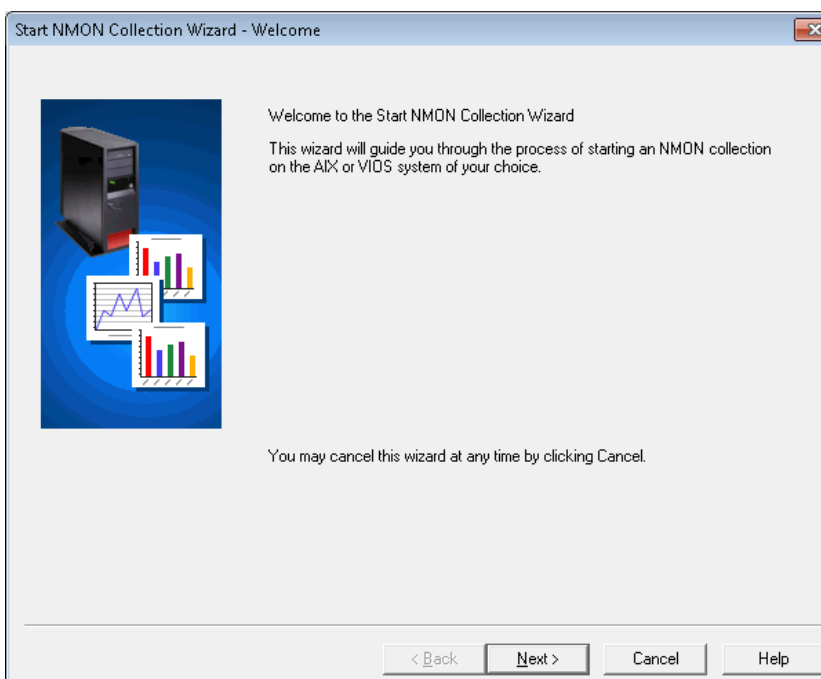 Start NMON Collection Wizard - Welcome
Welcome to the Start NMON Collection Wizard
This wizard will guide you through the process of starting an NMON collection
on the AIX or VIOS system of your choice.
You may cancel this wizard at any time by clicking Cancel.
< Back Next > Cancel Help